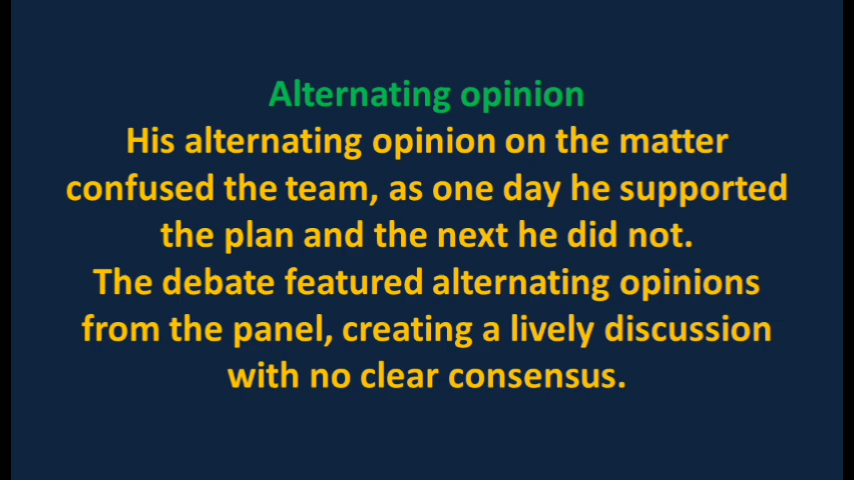 Alternating opinion
His alternating opinion on the matter
confused the team, as one day he supported
the plan and the next he did not.
The debate featured alternating opinions
from the panel, creating a lively discussion
with no clear consensus.